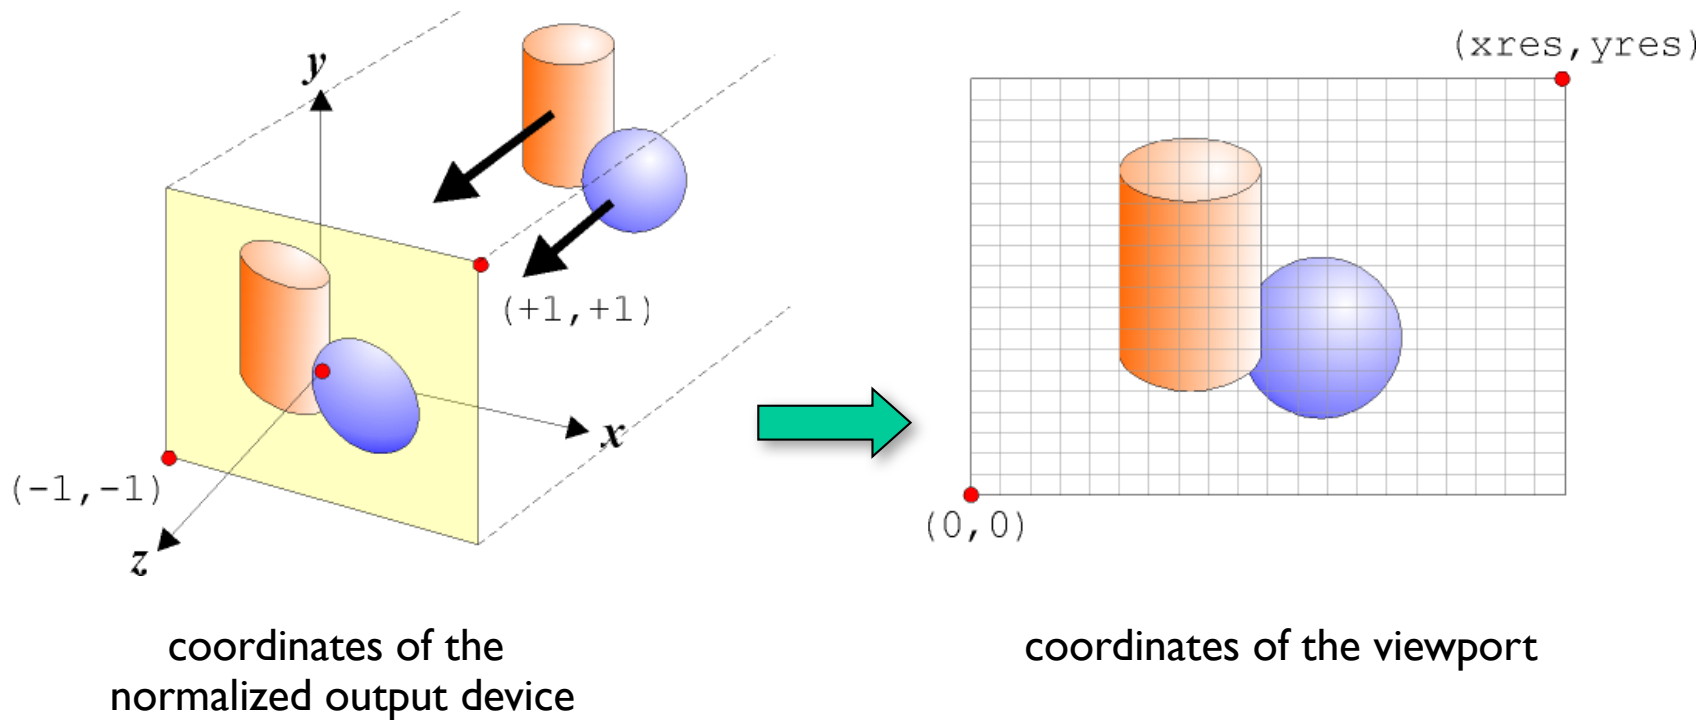 (xres,yres)
y
(+1,+1)
x
(-1,-1)
z
(0,0)
coordinates of the
normalized output device
coordinates of the viewport